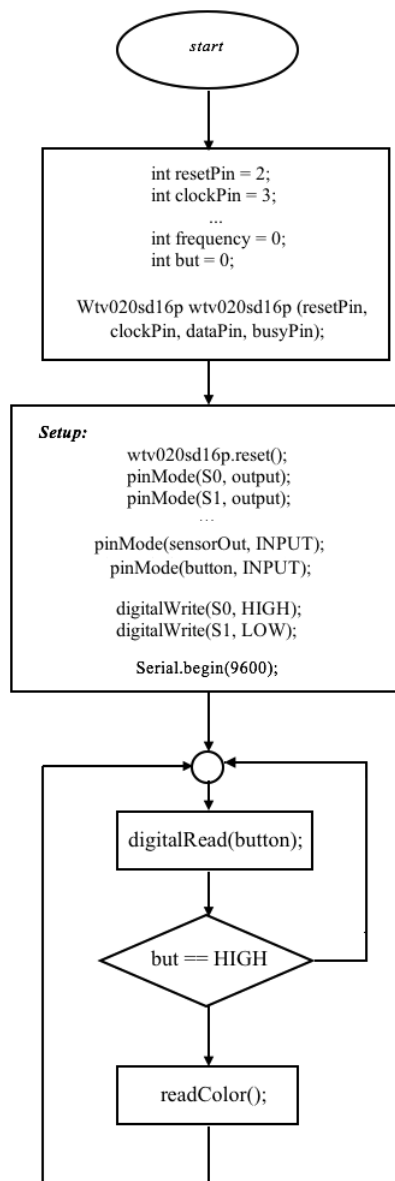 start
int resetPin = 2;
int clockPin = 3;
...
int frequency = 0;
int but = 0;
Wtv020sd16p wtv020sd16p (resetPin,
clockPin, dataPin, busyPin);
Setup:
wtv020sd16p.reset();
pinMode(S0, output);
pinMode(S1, output);
...
pinMode(sensorOut, INPUT);
pinMode(button, INPUT);
digitalWrite(S0, HIGH);
digitalWrite(S1, LOW);
Serial.begin(9600);
digitalRead(button);
but == HIGH
readColor();